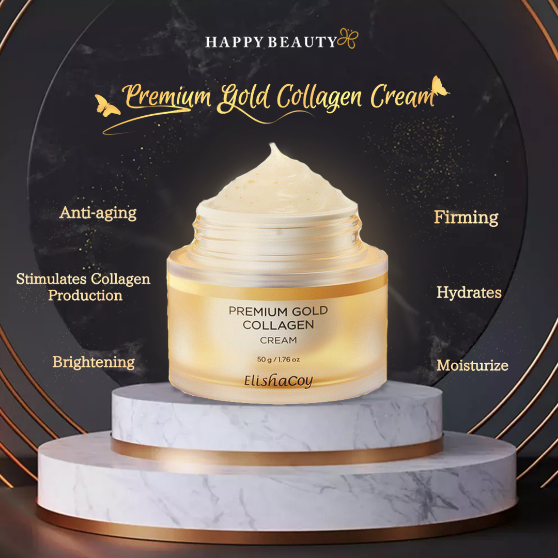 HAPPY BEAUTY
Premium Gold Collagen Cream
Anti-aging
Firming
Stimulates Collagen
Production
Hydrates
Brightening
Moisturize
PREMIUM GOLD
COLLAGEN
CREAM
50 g / 1.76 oz
ElishaCoy